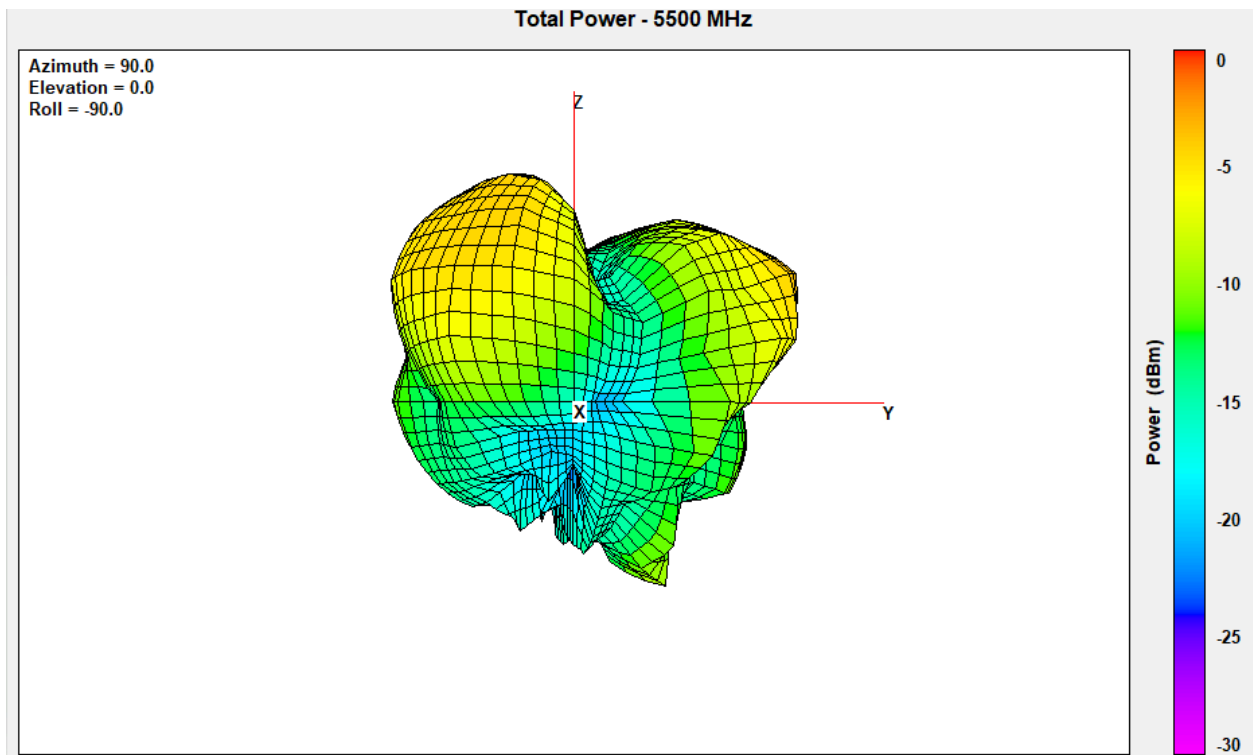 Total Power - 5500 MHz
Azimuth = 90.0
Elevation = 0.0
Roll = -90.0
Z
X
Y
0
-5
-10
-15
-20
-25
-30
Power (dBm)